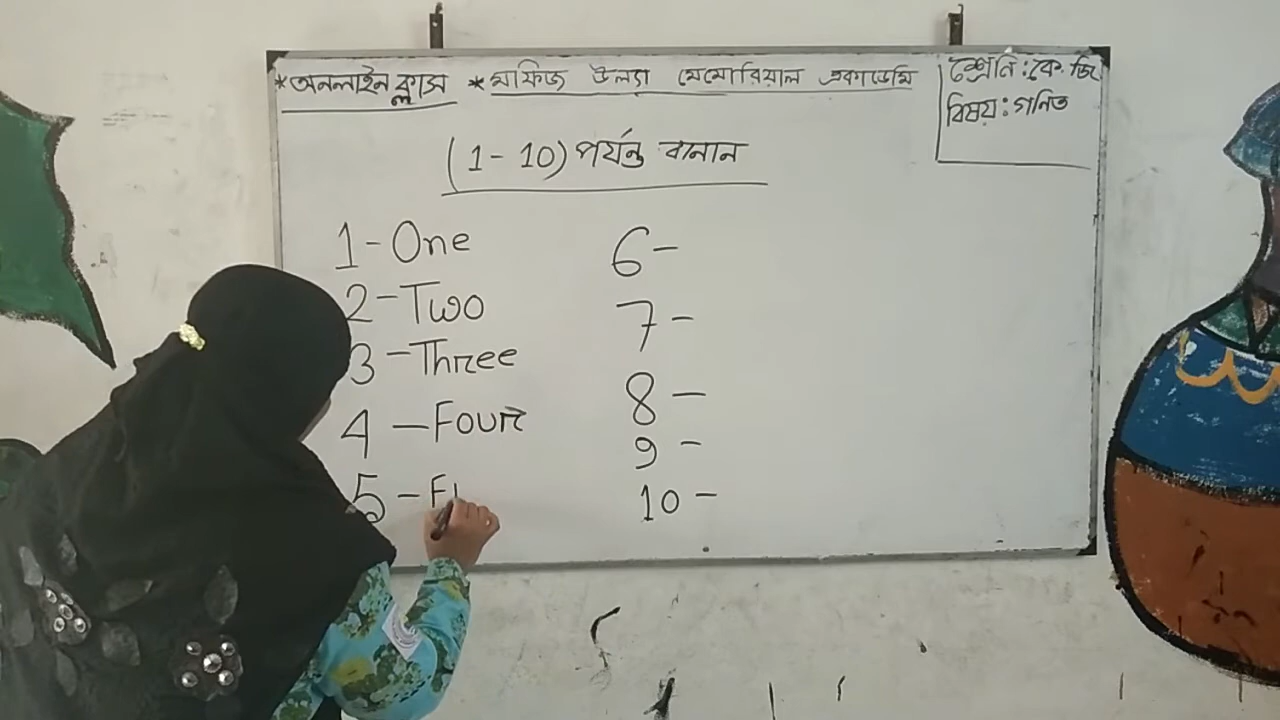 *অনলাইন ক্লাস *মফিজ উল্যা মেমোরিয়াল একাডেমি
শ্রেনি : কে. জি
বিষয় : গনিত
(1 - 10) পর্যন্ত বানান
1 - One
2 - Two
3 - Three
4 - Four
5 - Fi
6 -
7 -
8 -
9 -
10 -